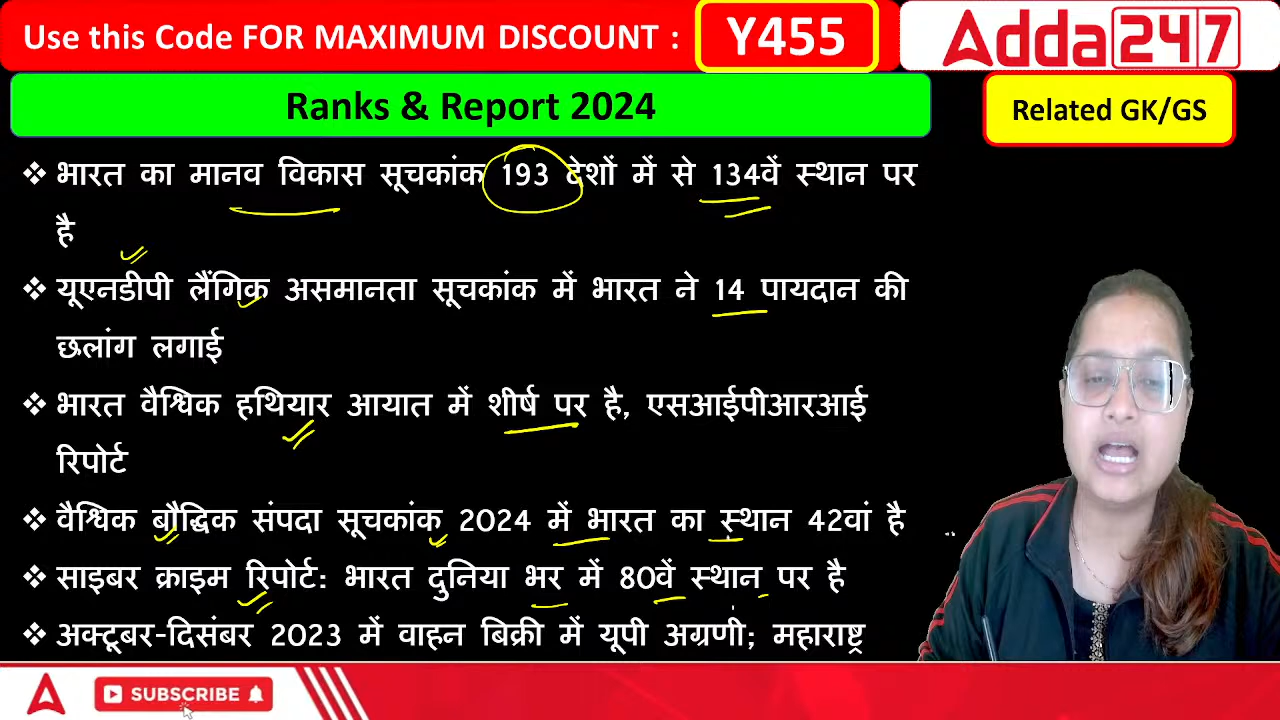 Use this Code FOR MAXIMUM DISCOUNT : Y455 Adda247
Ranks & Report 2024
Related GK/GS
❖ भारत का मानव विकास सूचकांक 193 देशों में से 134वें स्थान पर
है
❖ यूएनडीपी लैंगिक असमानता सूचकांक में भारत ने 14 पायदान की
छलांग लगाई
❖ भारत वैश्विक हथियार आयात में शीर्ष पर है, एसआईपीआरआई
रिपोर्ट
❖ वैश्विक बौद्धिक संपदा सूचकांक 2024 में भारत का स्थान 42वां है
❖ साइबर क्राइम रिपोर्ट: भारत दुनिया भर में 80वें स्थान पर है
❖ अक्टूबर-दिसंबर 2023 में वाहन बिक्री में यूपी अग्रणी; महाराष्ट्र
SUBSCRIBE